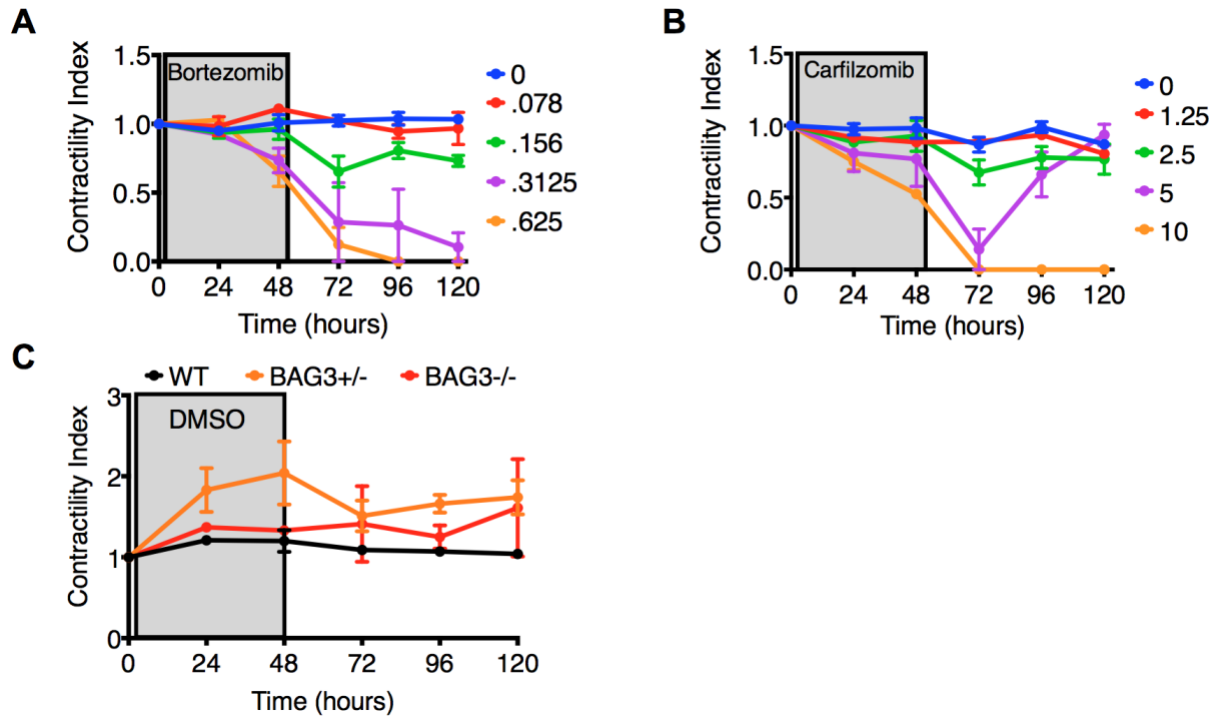 A
Contractility Index
1.5
1.0
0.5
0.0
Bortezomib
0
.078
.156
.3125
.625
0 24 48 72 96 120
Time (hours)
B
Contractility Index
1.5
1.0
0.5
0.0
Carfilzomib
0
1.25
2.5
5
10
0 24 48 72 96 120
Time (hours)
C
WT BAG3+/- BAG3-/-
Contractility Index
3
2
1
0
DMSO
0 24 48 72 96 120
Time (hours)